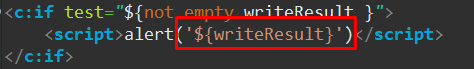 <c:if test="${not empty writeResult }">
<script>alert('${writeResult}')</script>
</c:if>